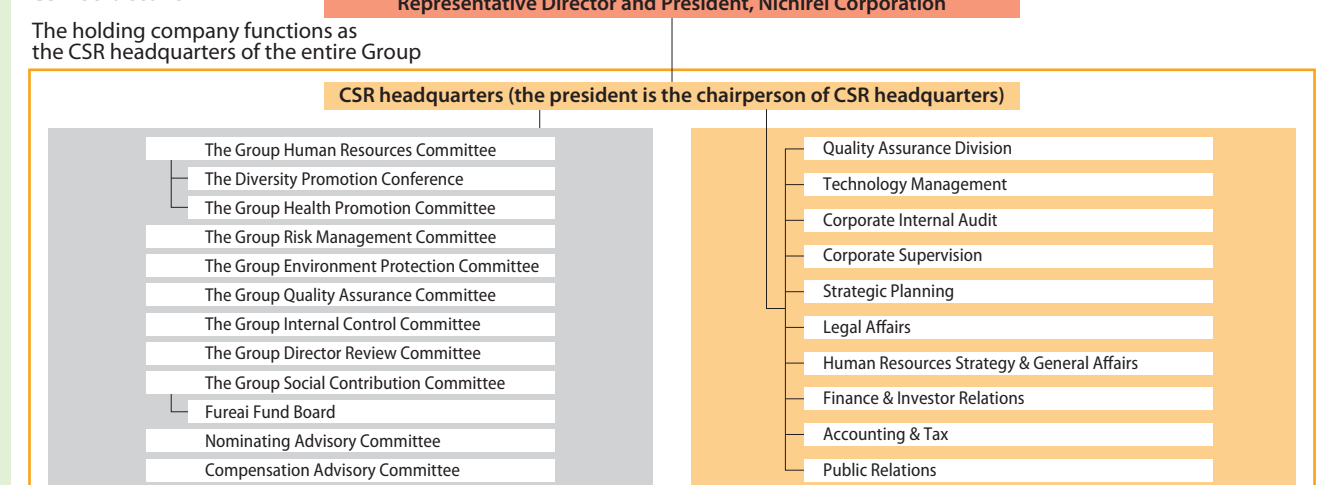 Representative Director and President, Nichirei Corporation
The holding company functions as
the CSR headquarters of the entire Group
CSR headquarters (the president is the chairperson of CSR headquarters)
The Group Human Resources Committee
The Diversity Promotion Conference
The Group Health Promotion Committee
The Group Risk Management Committee
The Group Environment Protection Committee
The Group Quality Assurance Committee
The Group Internal Control Committee
The Group Director Review Committee
The Group Social Contribution Committee
Fureai Fund Board
Nominating Advisory Committee
Compensation Advisory Committee
Quality Assurance Division
Technology Management
Corporate Internal Audit
Corporate Supervision
Strategic Planning
Legal Affairs
Human Resources Strategy & General Affairs
Finance & Investor Relations
Accounting & Tax
Public Relations